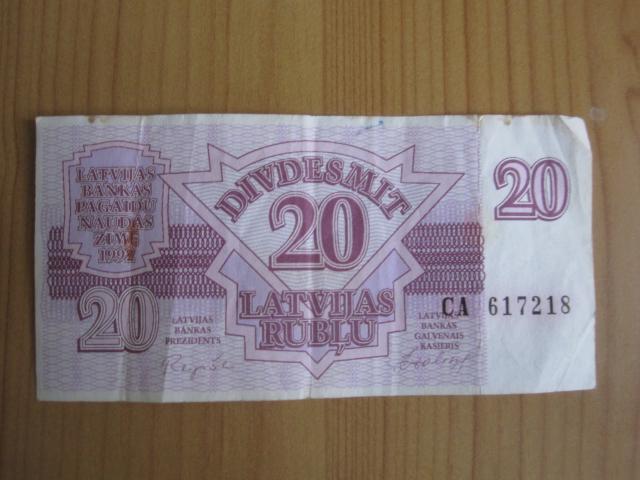 LATVIJAS
BANKAS
PAGAIDU
NAUDAS
ZĪME
1992
DIVDESMIT
20
LATVIJAS
RUBĻU
20
20
LATVIJAS
BANKAS
PREZIDENTS
LATVIJAS
BANKAS
GALVENAIS
KASIERIS
CA 617218